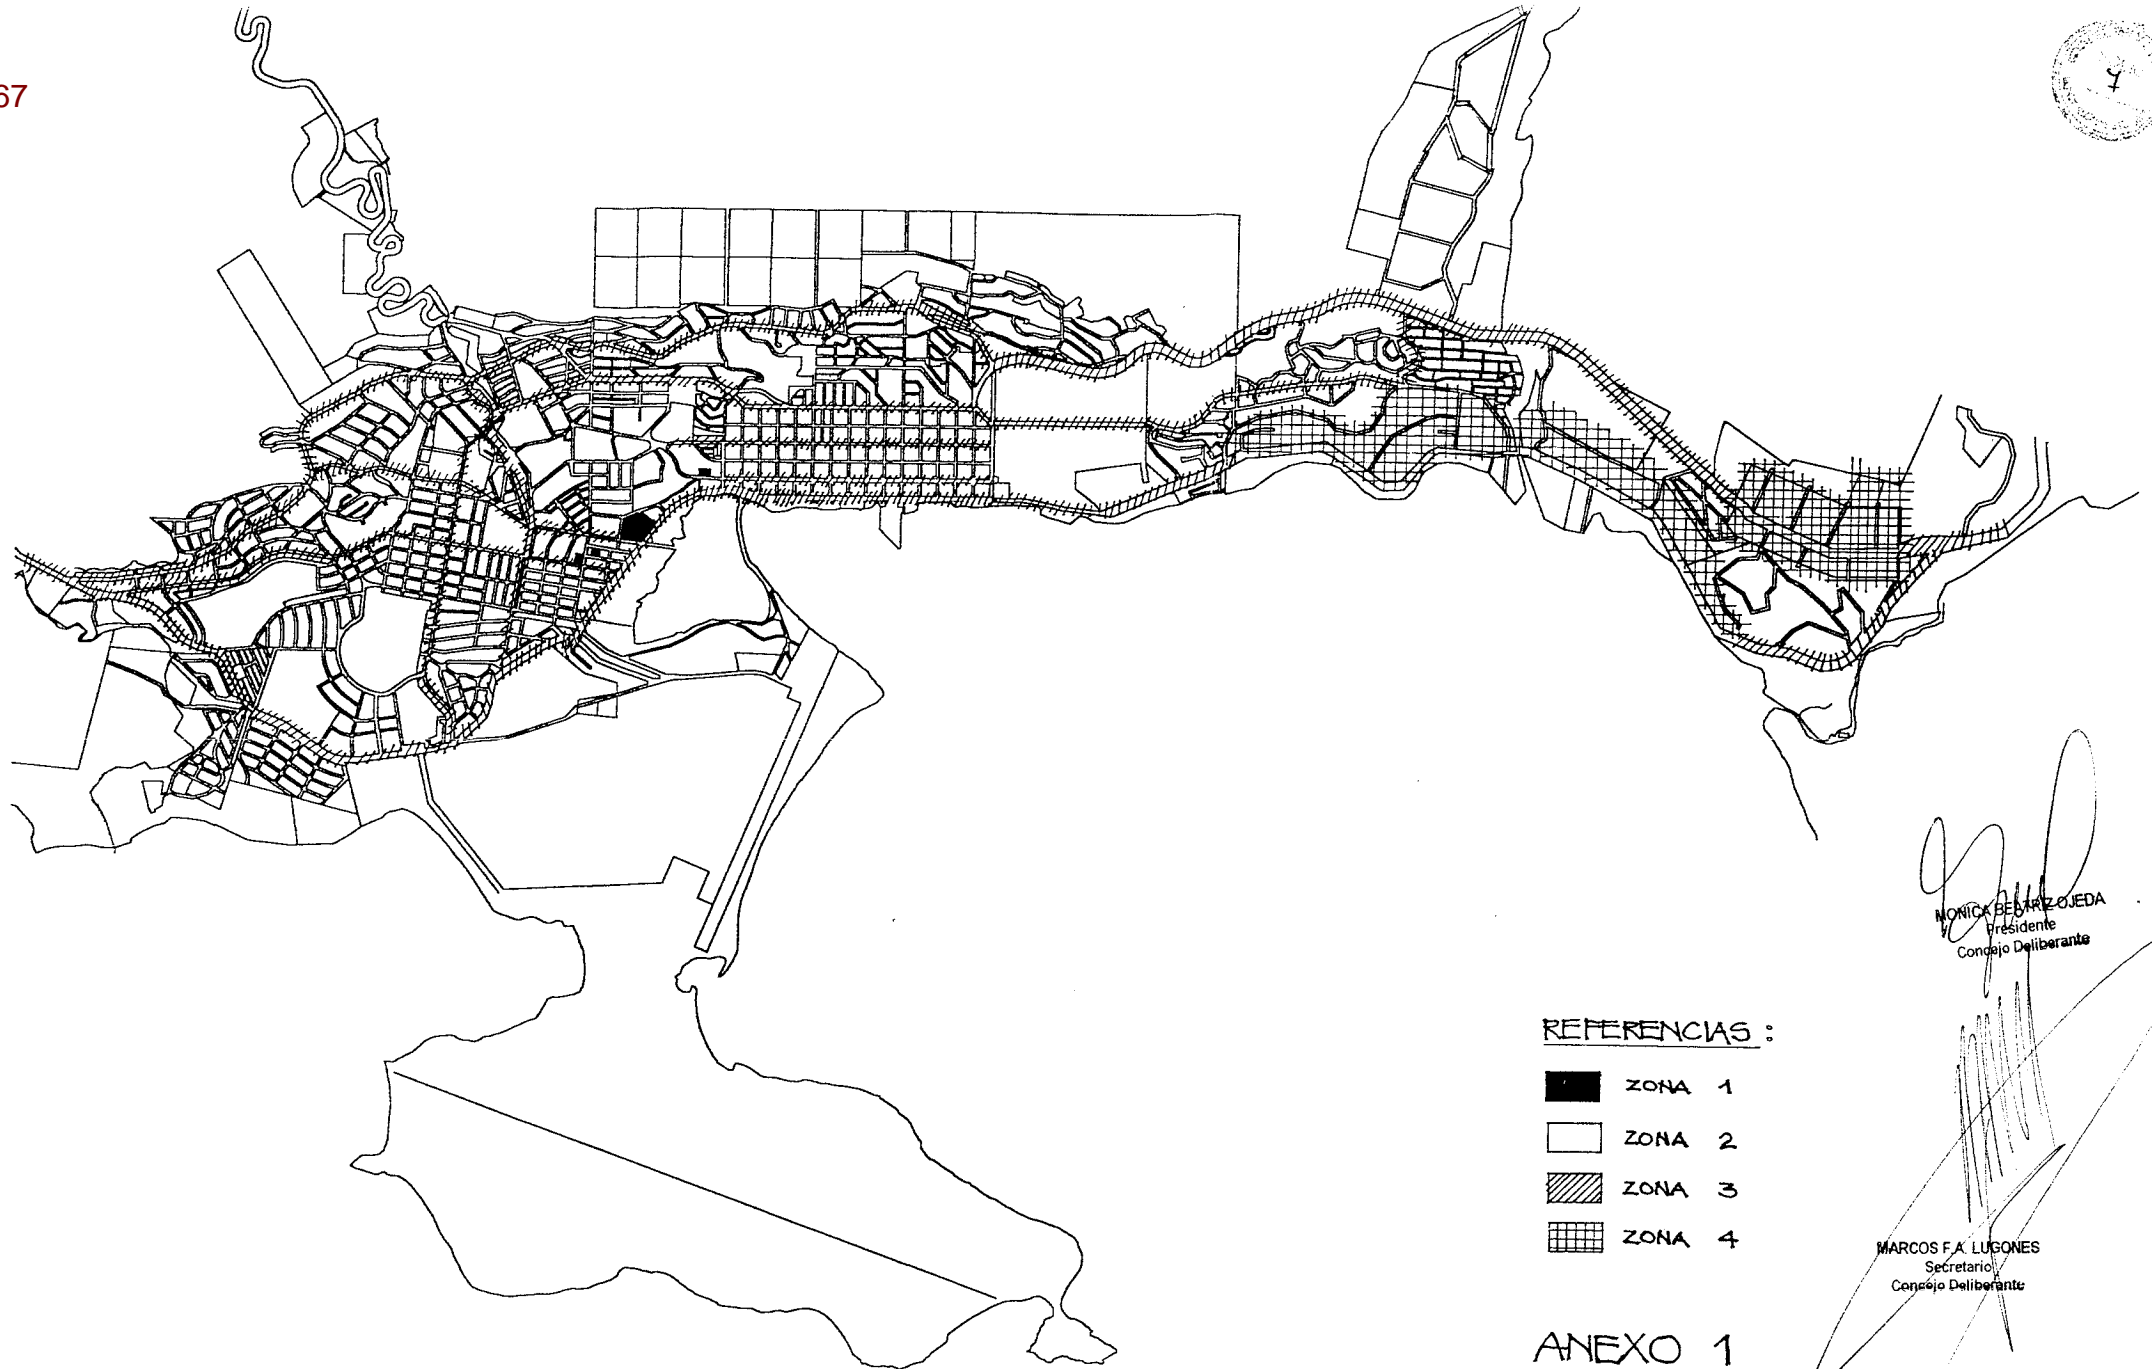 67
7
MONICA BEATRIZ OJEDA
Presidente
Concejo Deliberante
REFERENCIAS :
ZONA 1
ZONA 2
ZONA 3
ZONA 4
MARCOS F.A. LUGONES
Secretario
Concejo Deliberante
ANEXO 1